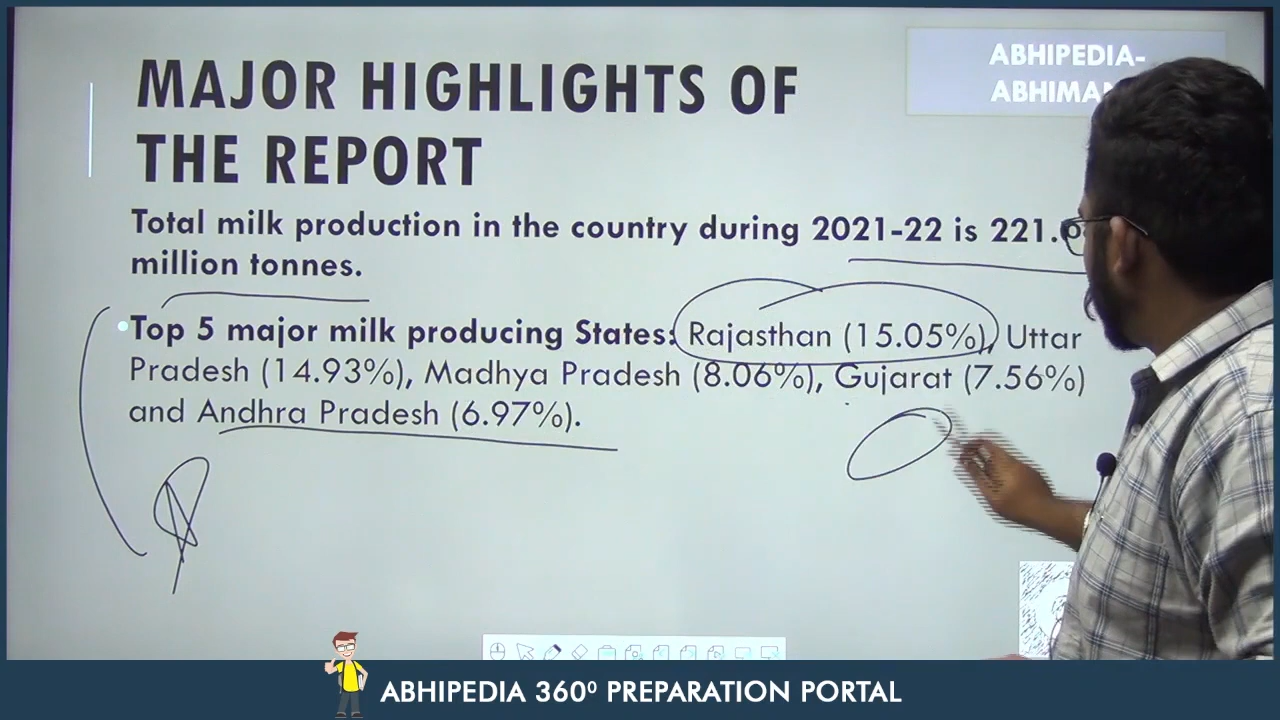 MAJOR HIGHLIGHTS OF
THE REPORT
ABHIPEDIA-
Total milk production in the country during 2021-22 is
million tonnes.
•Top 5 major milk producing States: Rajasthan (15.05%), Uttar
Pradesh (14.93%), Madhya Pradesh (8.06%), Gujarat (7.56%)
and Andhra Pradesh (6.97%).
ABHIPEDIA 360⁰ PREPARATION PORTAL